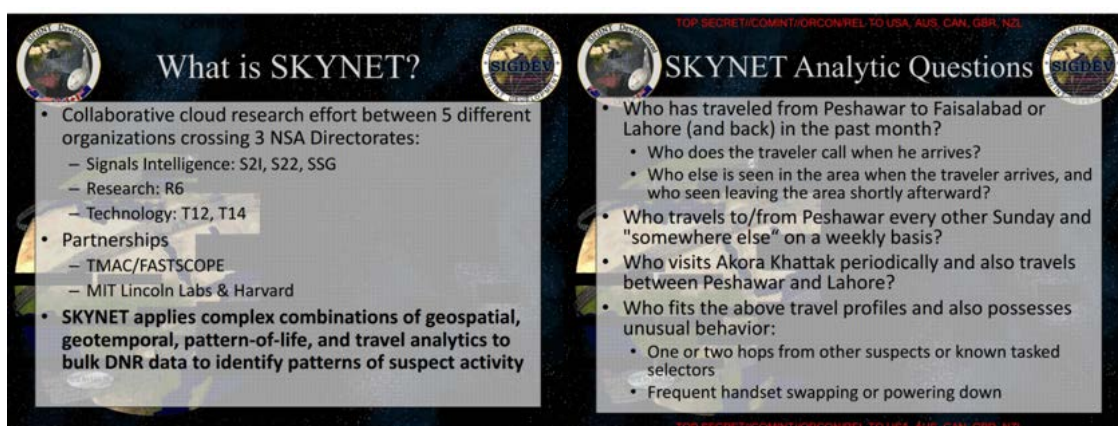 What is SKYNET?
• Collaborative cloud research effort between 5 different
organizations crossing 3 NSA Directorates:
– Signals Intelligence: S2I, S22, SSG
– Research: R6
– Technology: T12, T14
• Partnerships
– TMAC/FASTSCOPE
– MIT Lincoln Labs & Harvard
• SKYNET applies complex combinations of geospatial,
geotemporal, pattern-of-life, and travel analytics to
bulk DNR data to identify patterns of suspect activity
TOP SECRET//COMINT//ORCON/REL TO USA, AUS, CAN, GBR, NZL
SIGDEV
SKYNET Analytic Questions
• Who has traveled from Peshawar to Faisalabad or
Lahore (and back) in the past month?
• Who does the traveler call when he arrives?
• Who else is seen in the area when the traveler arrives, and
who seen leaving the area shortly afterward?
• Who travels to/from Peshawar every other Sunday and
"somewhere else“ on a weekly basis?
• Who visits Akora Khattak periodically and also travels
between Peshawar and Lahore?
• Who fits the above travel profiles and also possesses
unusual behavior:
• One or two hops from other suspects or known tasked
selectors
• Frequent handset swapping or powering down
TOP SECRET//COMINT//ORCON/REL TO USA, AUS, CAN, GBR, NZL